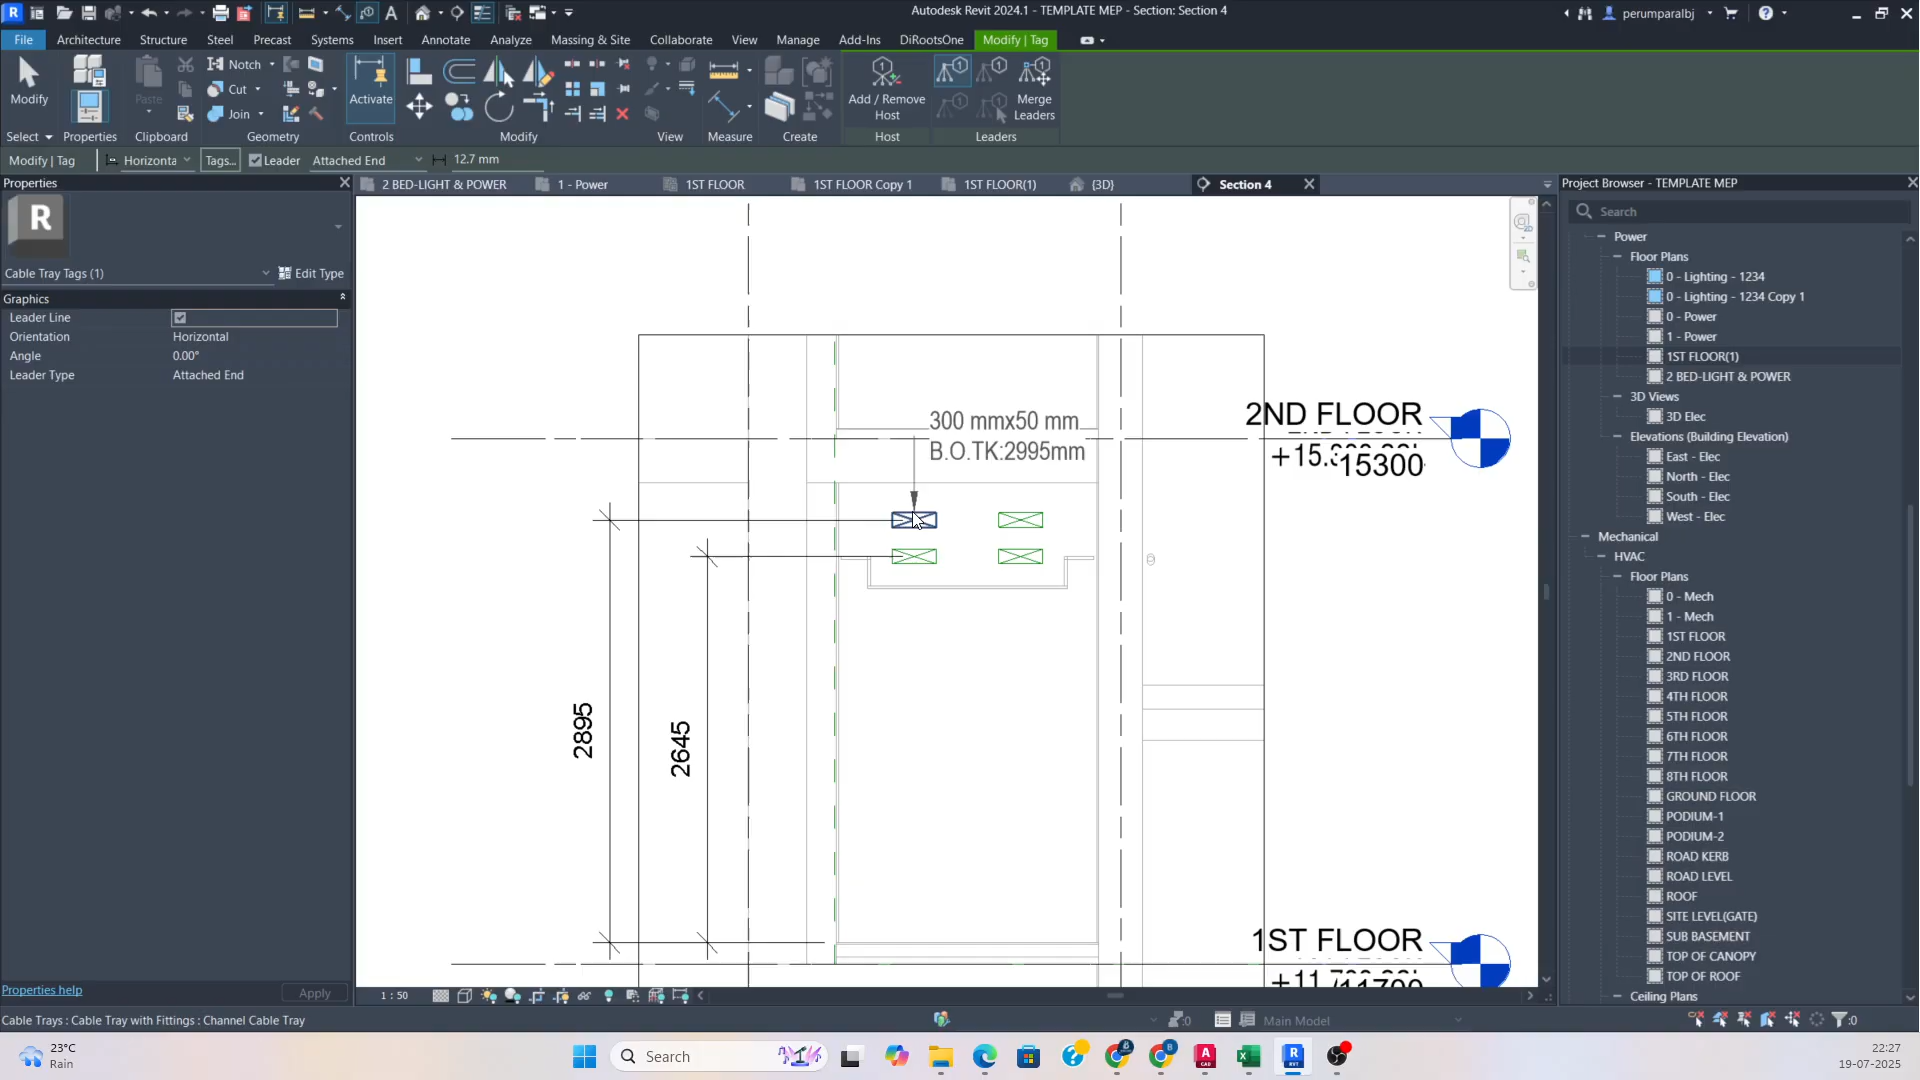 Autodesk Revit 2024.1 - TEMPLATE MEP - Section: Section 4
perumparalbj
File Architecture Structure Steel Precast Systems Insert Annotate Analyze Massing & Site Collaborate View Manage Add-Ins DiRootsOne Modify | Tag
Modify
Paste
Notch
Cut
Join
Activate
Add / Remove
Host
Merge
Leaders
Select Properties Clipboard Geometry Controls Modify View Measure Create Host Leaders
Modify | Tag Horizonta Tags... Leader Attached End 12.7 mm
Properties
2 BED-LIGHT & POWER 1 - Power 1ST FLOOR 1ST FLOOR Copy 1 1ST FLOOR(1) {3D} Section 4
R
Cable Tray Tags (1) Edit Type
Graphics
Leader Line
Orientation Horizontal
Angle 0.00°
Leader Type Attached End
Properties help Apply
300 mmx50 mm
B.O.TK:2995mm
2ND FLOOR
15300
2895
2645
1ST FLOOR
11700
1 : 50
Project Browser - TEMPLATE MEP
Search
Power
Floor Plans
0 - Lighting - 1234
0 - Lighting - 1234 Copy 1
0 - Power
1 - Power
1ST FLOOR(1)
2 BED-LIGHT & POWER
3D Views
3D Elec
Elevations (Building Elevation)
East - Elec
North - Elec
South - Elec
West - Elec
Mechanical
HVAC
Floor Plans
0 - Mech
1 - Mech
1ST FLOOR
2ND FLOOR
3RD FLOOR
4TH FLOOR
5TH FLOOR
6TH FLOOR
7TH FLOOR
8TH FLOOR
GROUND FLOOR
PODIUM-1
PODIUM-2
ROAD KERB
ROAD LEVEL
ROOF
SITE LEVEL(GATE)
SUB BASEMENT
TOP OF CANOPY
TOP OF ROOF
Ceiling Plans
Cable Trays : Cable Tray with Fittings : Channel Cable Tray
:0
Main Model
:0
23°C
Rain
Search
22:27
19-07-2025